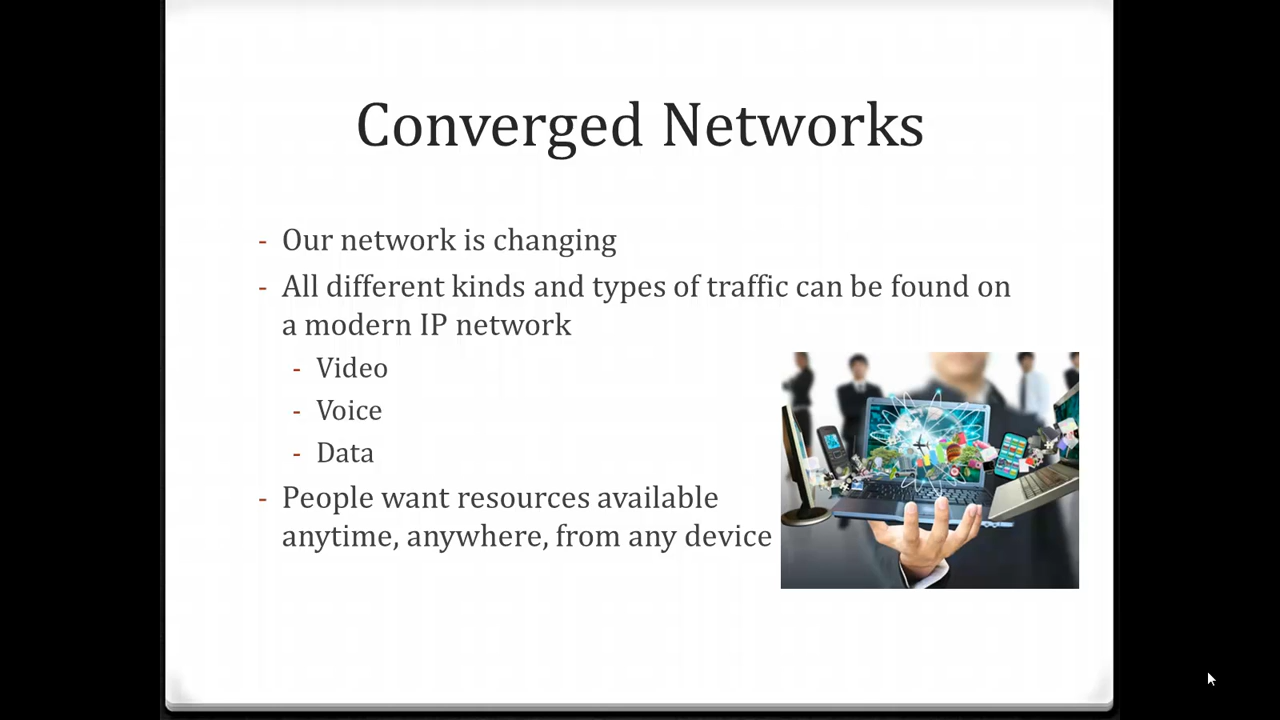 Converged Networks
- Our network is changing
- All different kinds and types of traffic can be found on
a modern IP network
- Video
- Voice
- Data
- People want resources available
anytime, anywhere, from any device